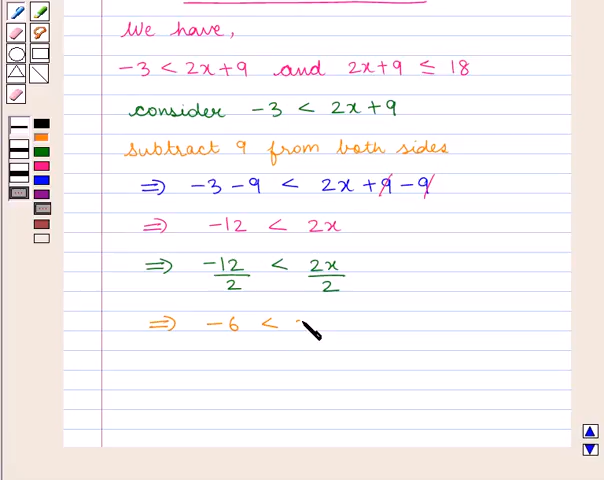 We have,
-3 < 2x+9 and 2x+9 ≤ 18
consider -3 < 2x+9
subtract 9 from both sides
⇒ -3 -9 < 2x +9 -9
⇒ -12 < 2x
⇒ -12/2 < 2x/2
⇒ -6 <